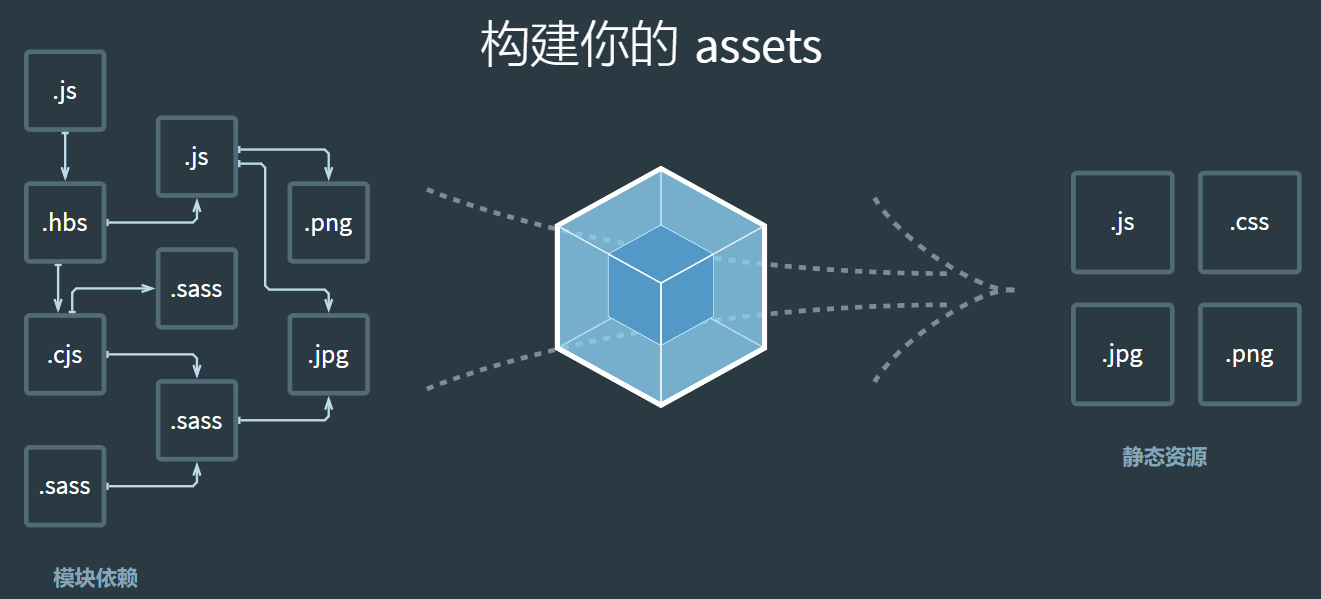 构建你的 assets
.js
.js
.hbs
.png
.sass
.cjs
.jpg
.sass
.sass
模块依赖
.js
.css
.jpg
.png
静态资源